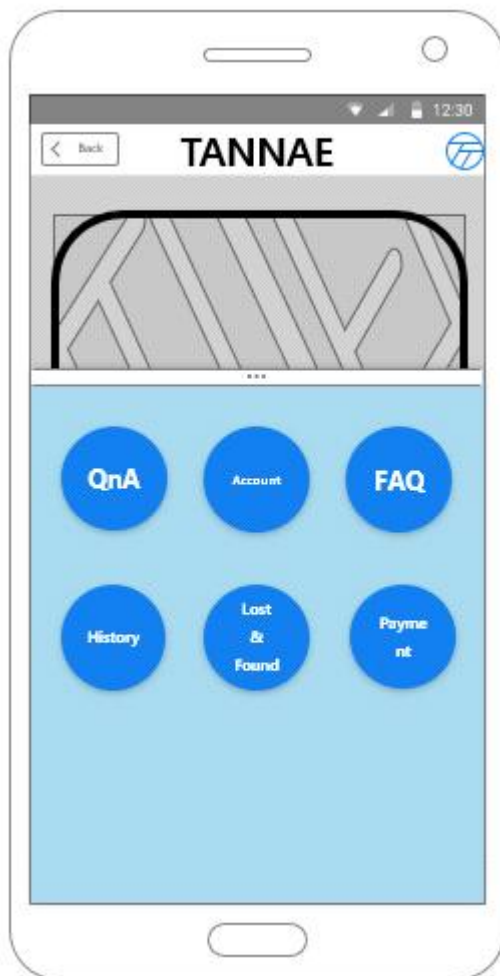 12:30
Back
TANNAE
QnA
Account
FAQ
History
Lost
&
Found
Payme
nt